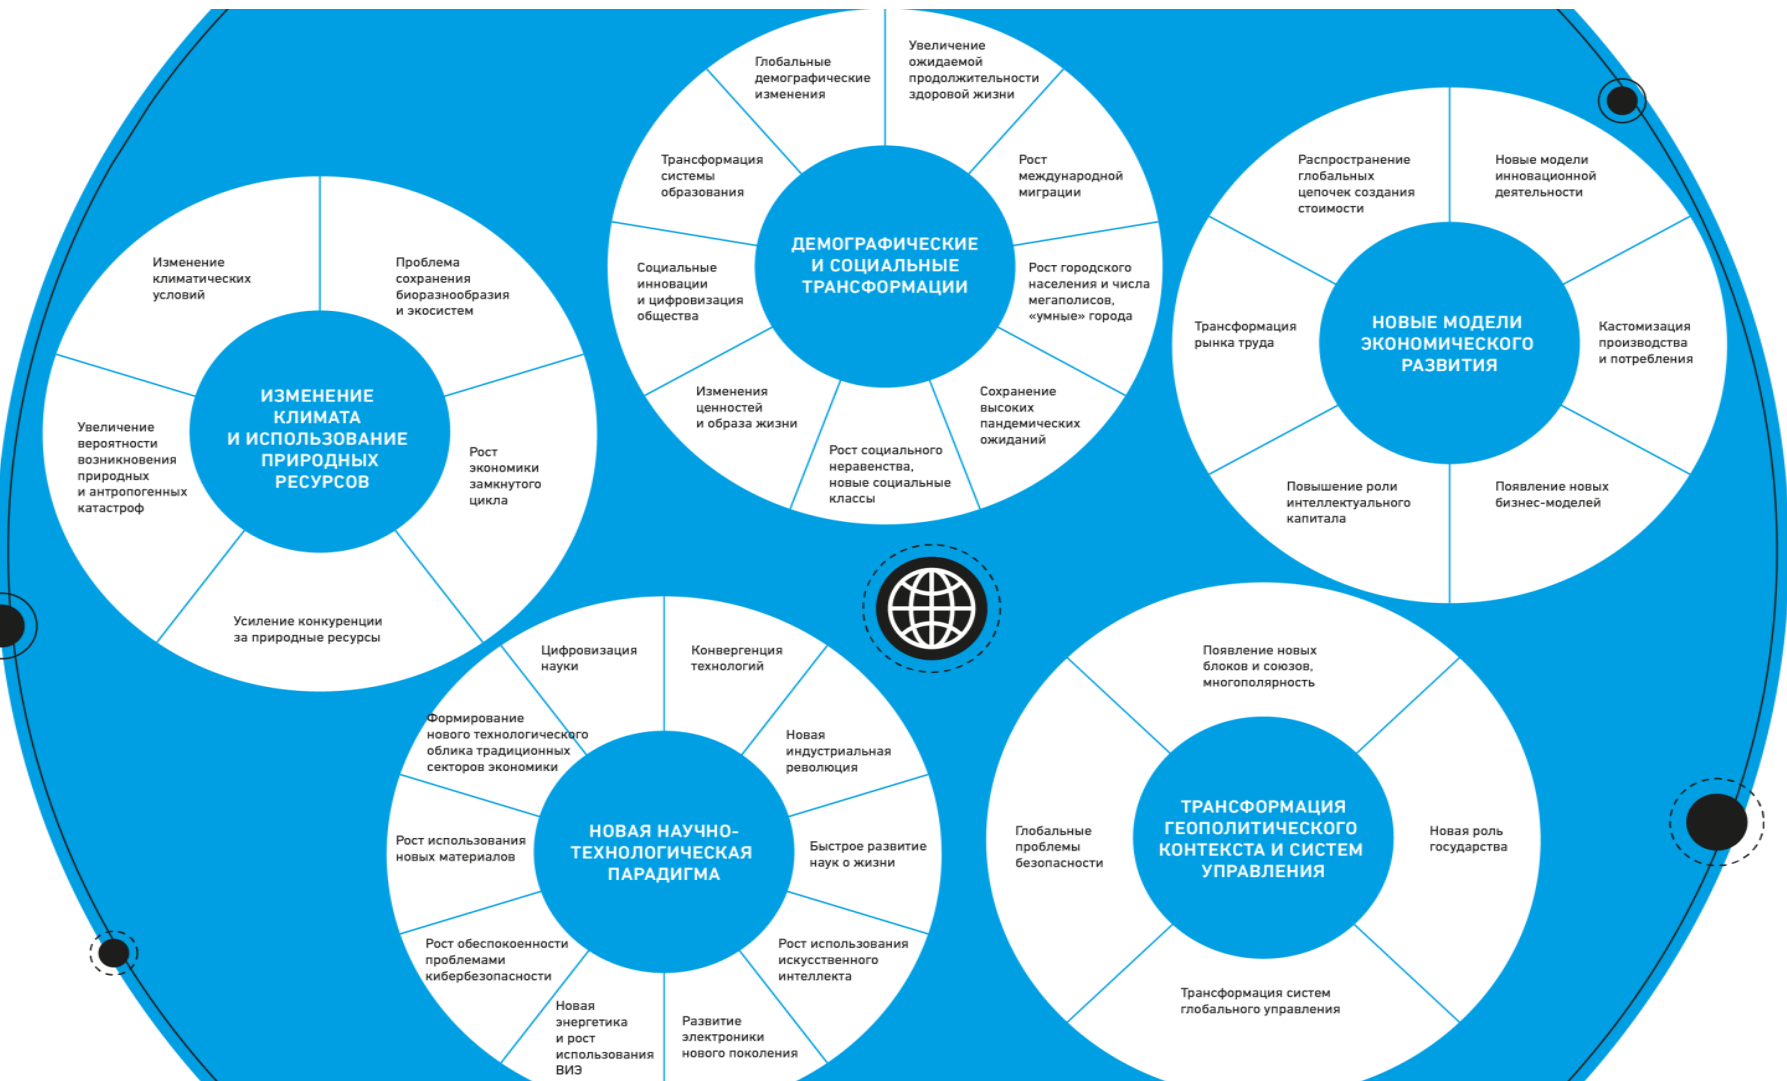 Изменение
климатических
условий
Проблема
сохранения
биоразнообразия
и экосистем
Рост
экономики
замкнутого
цикла
Усиление конкуренции
за природные ресурсы
Увеличение
вероятности
возникновения
природных
и антропогенных
катастроф
ИЗМЕНЕНИЕ
КЛИМАТА
И ИСПОЛЬЗОВАНИЕ
ПРИРОДНЫХ
РЕСУРСОВ
Глобальные
демографические
изменения
Увеличение
ожидаемой
продолжительности
здоровой жизни
Рост
международной
миграции
Рост городского
населения и числа
мегаполисов,
«умные» города
Сохранение
высоких
пандемических
ожиданий
Рост социального
неравенства,
новые социальные
классы
Изменения
ценностей
и образа жизни
Социальные
инновации
и цифровизация
общества
Трансформация
системы
образования
ДЕМОГРАФИЧЕСКИЕ
И СОЦИАЛЬНЫЕ
ТРАНСФОРМАЦИИ
Распространение
глобальных
цепочек создания
стоимости
Новые модели
инновационной
деятельности
Кастомизация
производства
и потребления
Появление новых
бизнес-моделей
Повышение роли
интеллектуального
капитала
Трансформация
рынка труда
НОВЫЕ МОДЕЛИ
ЭКОНОМИЧЕСКОГО
РАЗВИТИЯ
Цифровизация
науки
Конвергенция
технологий
Новая
индустриальная
революция
Быстрое развитие
наук о жизни
Рост использования
искусственного
интеллекта
Развитие
электроники
нового поколения
Новая
энергетика
и рост
использования
ВИЭ
Рост обеспокоенности
проблемами
кибербезопасности
Рост использования
новых материалов
Формирование
нового технологического
облика традиционных
секторов экономики
НОВАЯ НАУЧНО-
ТЕХНОЛОГИЧЕСКАЯ
ПАРАДИГМА
Появление новых
блоков и союзов,
многополярность
Новая роль
государства
Трансформация систем
глобального управления
Глобальные
проблемы
безопасности
ТРАНСФОРМАЦИЯ
ГЕОПОЛИТИЧЕСКОГО
КОНТЕКСТА И СИСТЕМ
УПРАВЛЕНИЯ